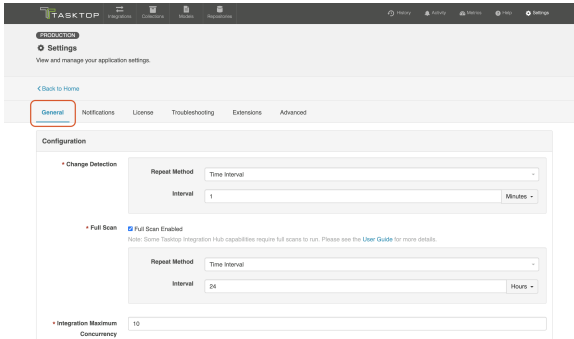 TASKTOP
Integrations Collections Models Repositories
History Activity Metrics Help Settings
PRODUCTION
Settings
View and manage your application settings.
Back to Home
General Notifications License Troubleshooting Extensions Advanced
Configuration
* Change Detection
Repeat Method Time Interval
Interval 1 Minutes
* Full Scan
Full Scan Enabled
Note: Some Tasktop Integration Hub capabilities require full scans to run. Please see the User Guide for more details.
Repeat Method Time Interval
Interval 24 Hours
* Integration Maximum
Concurrency
10